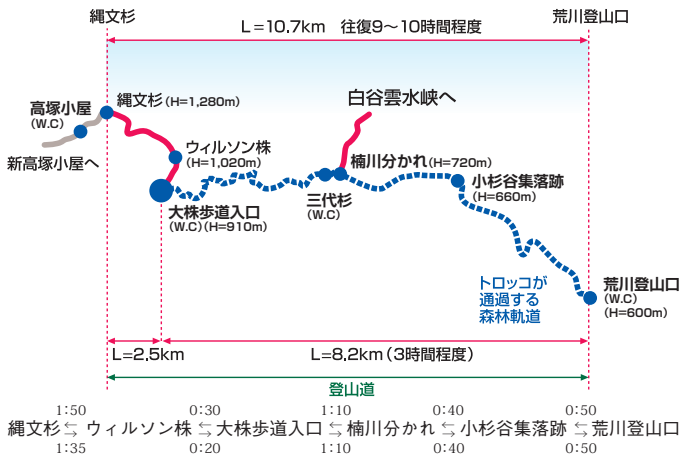 縄文杉
荒川登山口
L=10.7km 往復9～10時間程度
高塚小屋
(W.C)
縄文杉(H=1,280m)
白谷雲水峡へ
新高塚小屋へ
ウィルソン株
(H=1,020m)
楠川分かれ(H=720m)
小杉谷集落跡
(H=660m)
大株歩道入口
(W.C)(H=910m)
三代杉
(W.C)
トロッコが
通過する
森林軌道
荒川登山口
(W.C)
(H=600m)
L=2.5km
L=8.2km(3時間程度)
登山道
1:50 0:30 1:10 0:40 0:50
縄文杉⇆ウィルソン株⇆大株歩道入口⇆楠川分かれ⇆小杉谷集落跡⇆荒川登山口
1:35 0:20 1:10 0:40 0:50